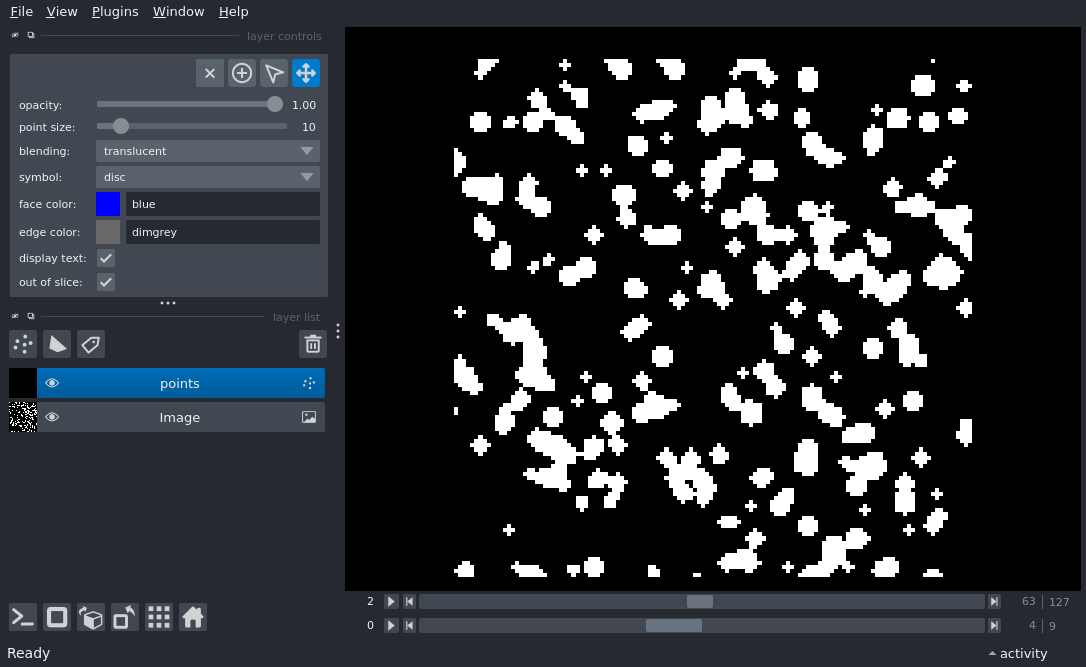 File View Plugins Window Help
layer controls
opacity: 1.00
point size: 10
blending: translucent
symbol: disc
face color: blue
edge color: dimgrey
display text:
out of slice:
layer list
points
Image
2 63 127
0 4 9
Ready activity